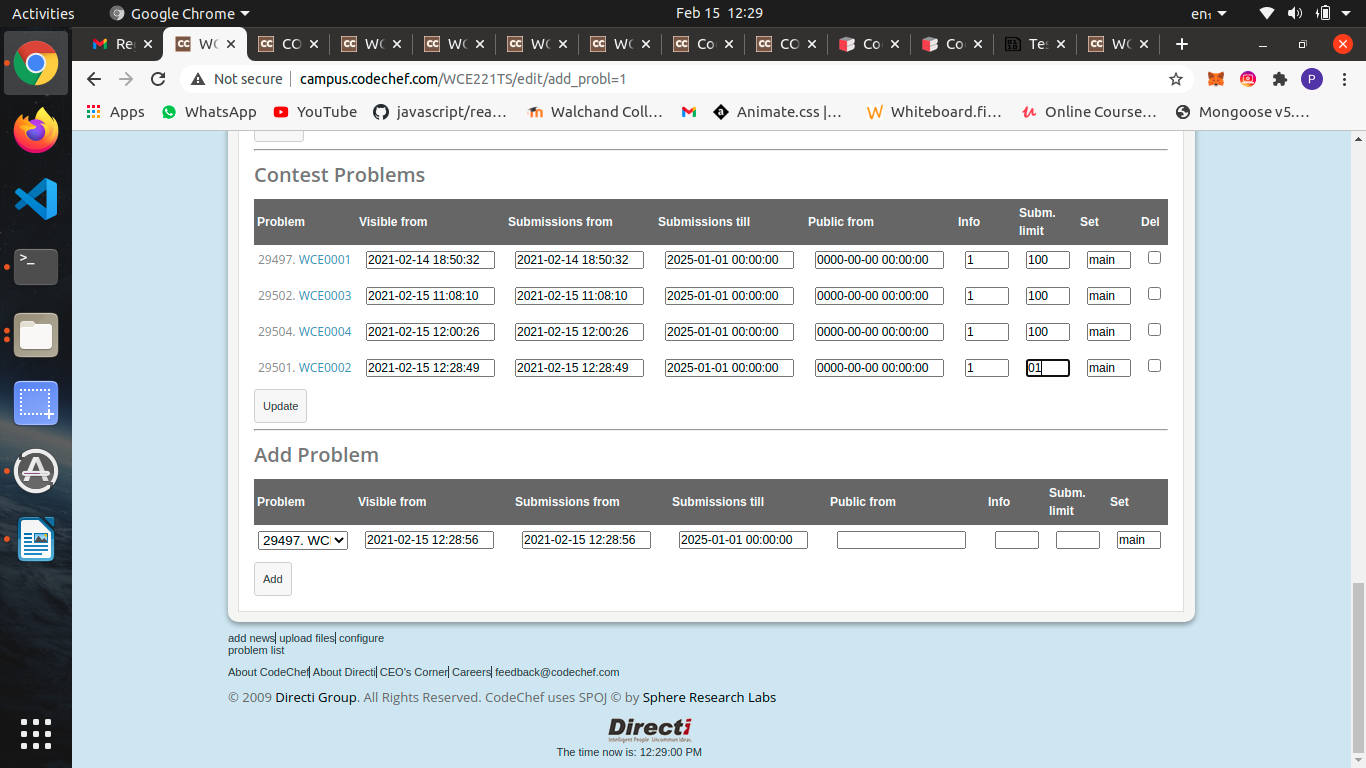 Activities Google Chrome Feb 15 12:29 en₁
Re WC CO WC WC WC WC Co CO Co Co Te WC
Not secure campus.codechef.com/WCE221TS/edit/add_probl=1 P
Apps WhatsApp YouTube javascript/rea… Walchand Coll… Animate.css |… Whiteboard.fi… Online Course… Mongoose v5.…
Contest Problems
Problem Visible from Submissions from Submissions till Public from Info Subm. limit Set Del
29497. WCE0001 2021-02-14 18:50:32 2021-02-14 18:50:32 2025-01-01 00:00:00 0000-00-00 00:00:00 1 100 main
29502. WCE0003 2021-02-15 11:08:10 2021-02-15 11:08:10 2025-01-01 00:00:00 0000-00-00 00:00:00 1 100 main
29504. WCE0004 2021-02-15 12:00:26 2021-02-15 12:00:26 2025-01-01 00:00:00 0000-00-00 00:00:00 1 100 main
29501. WCE0002 2021-02-15 12:28:49 2021-02-15 12:28:49 2025-01-01 00:00:00 0000-00-00 00:00:00 1 01 main
Update
Add Problem
Problem Visible from Submissions from Submissions till Public from Info Subm. limit Set
29497. WC 2021-02-15 12:28:56 2021-02-15 12:28:56 2025-01-01 00:00:00 main
Add
add news| upload files| configure
problem list
About CodeChef| About Directi| CEO's Corner| Careers| feedback@codechef.com
© 2009 Directi Group. All Rights Reserved. CodeChef uses SPOJ © by Sphere Research Labs
Directi
Intelligent People. Uncommon Ideas.
The time now is: 12:29:00 PM